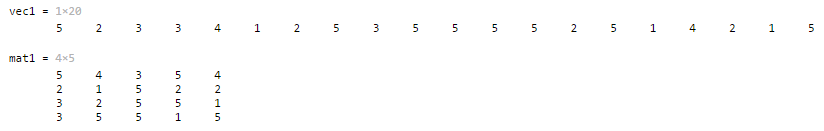 vec1 = 1×20
5 2 3 3 4 1 2 5 3 5 5 5 5 2 5 1 4 2 1 5
mat1 = 4×5
5 4 3 5 4
2 1 5 2 2
3 2 5 5 1
3 5 5 1 5